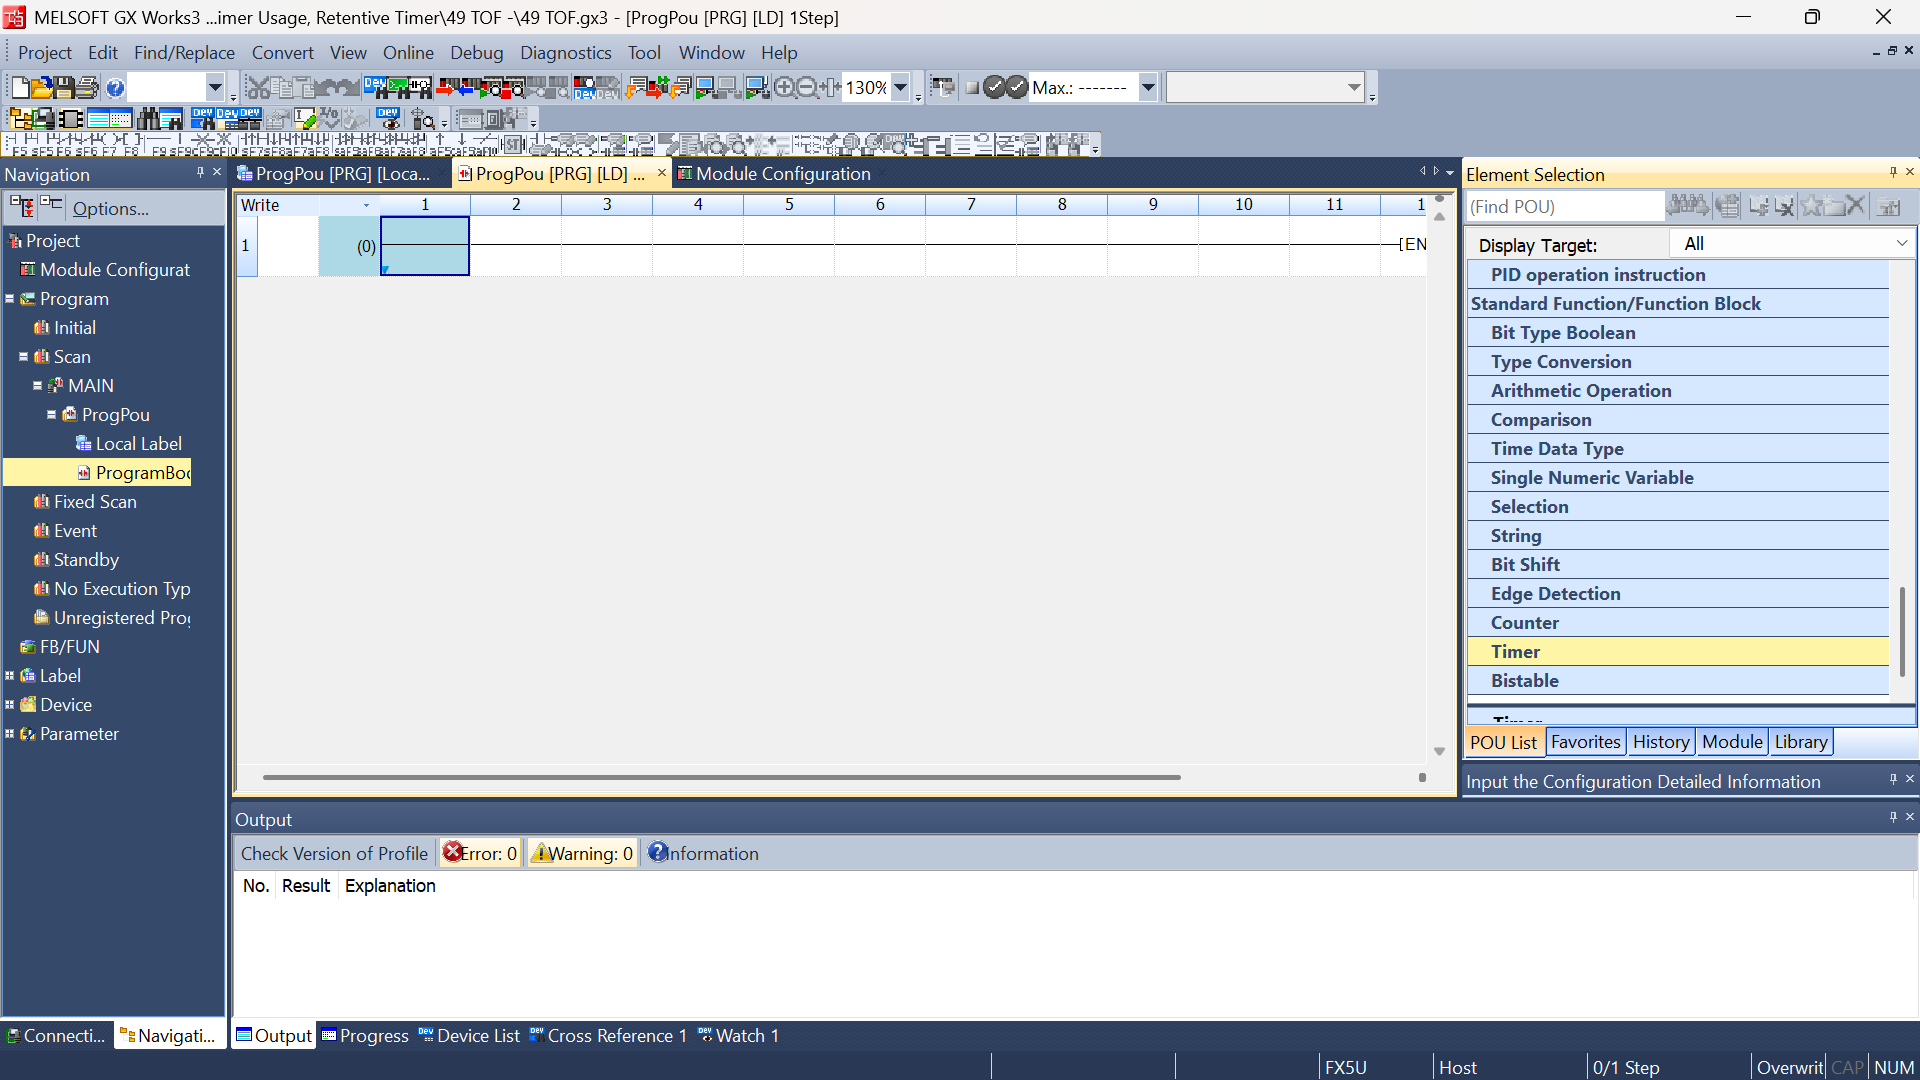 MELSOFT GX Works3 ...imer Usage, Retentive Timer\49 TOF -\49 TOF.gx3 - [ProgPou [PRG] [LD] 1Step]
Project Edit Find/Replace Convert View Online Debug Diagnostics Tool Window Help
130% Max.: -------
Navigation
Options...
Project
Module Configurat
Program
Initial
Scan
MAIN
ProgPou
Local Label
ProgramBo
Fixed Scan
Event
Standby
No Execution Typ
Unregistered Pro
FB/FUN
Label
Device
Parameter
Connecti... Navigati...
ProgPou [PRG] [Loca... ProgPou [PRG] [LD] ... Module Configuration
Write 1 2 3 4 5 6 7 8 9 10 11 1
1 (0) [EN
Element Selection
(Find POU)
Display Target: All
PID operation instruction
Standard Function/Function Block
Bit Type Boolean
Type Conversion
Arithmetic Operation
Comparison
Time Data Type
Single Numeric Variable
Selection
String
Bit Shift
Edge Detection
Counter
Timer
Bistable
POU List Favorites History Module Library
Input the Configuration Detailed Information
Output
Check Version of Profile Error: 0 Warning: 0 Information
No. Result Explanation
Output Progress Device List Cross Reference 1 Watch 1
FX5U Host 0/1 Step Overwrit CAP NUM